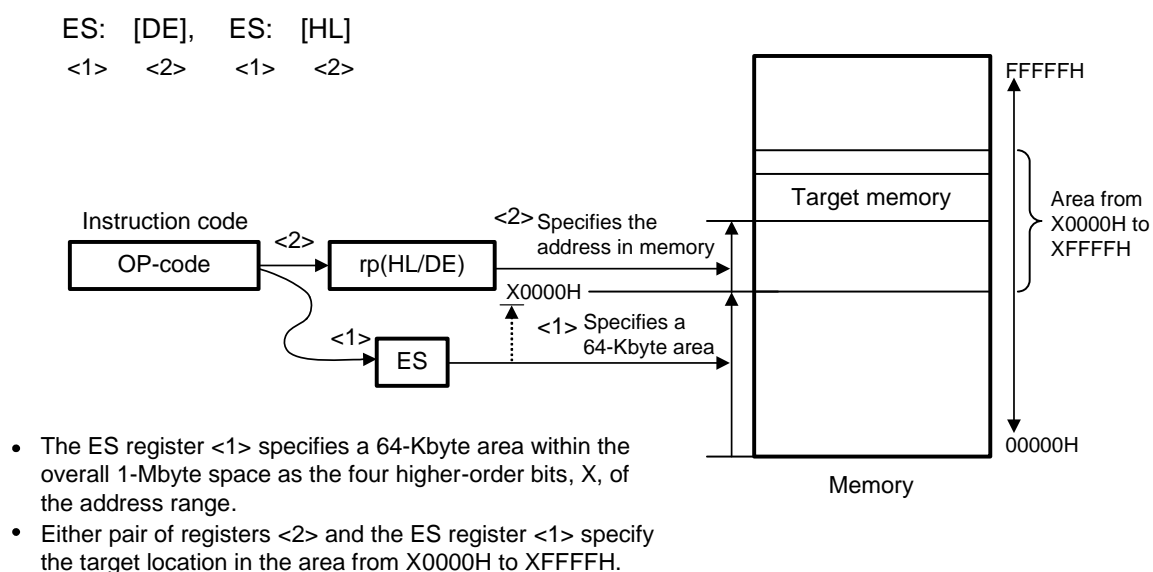 ES: [DE], ES: [HL]
<1> <2> <1> <2>
FFFFFH
Target memory
Area from
X0000H to
XFFFFH
Instruction code
OP-code
<2>
rp(HL/DE)
<2> Specifies the
address in memory
X0000H
<1>
ES
<1> Specifies a
64-Kbyte area
00000H
Memory
• The ES register <1> specifies a 64-Kbyte area within the
overall 1-Mbyte space as the four higher-order bits, X, of
the address range.
• Either pair of registers <2> and the ES register <1> specify
the target location in the area from X0000H to XFFFFH.